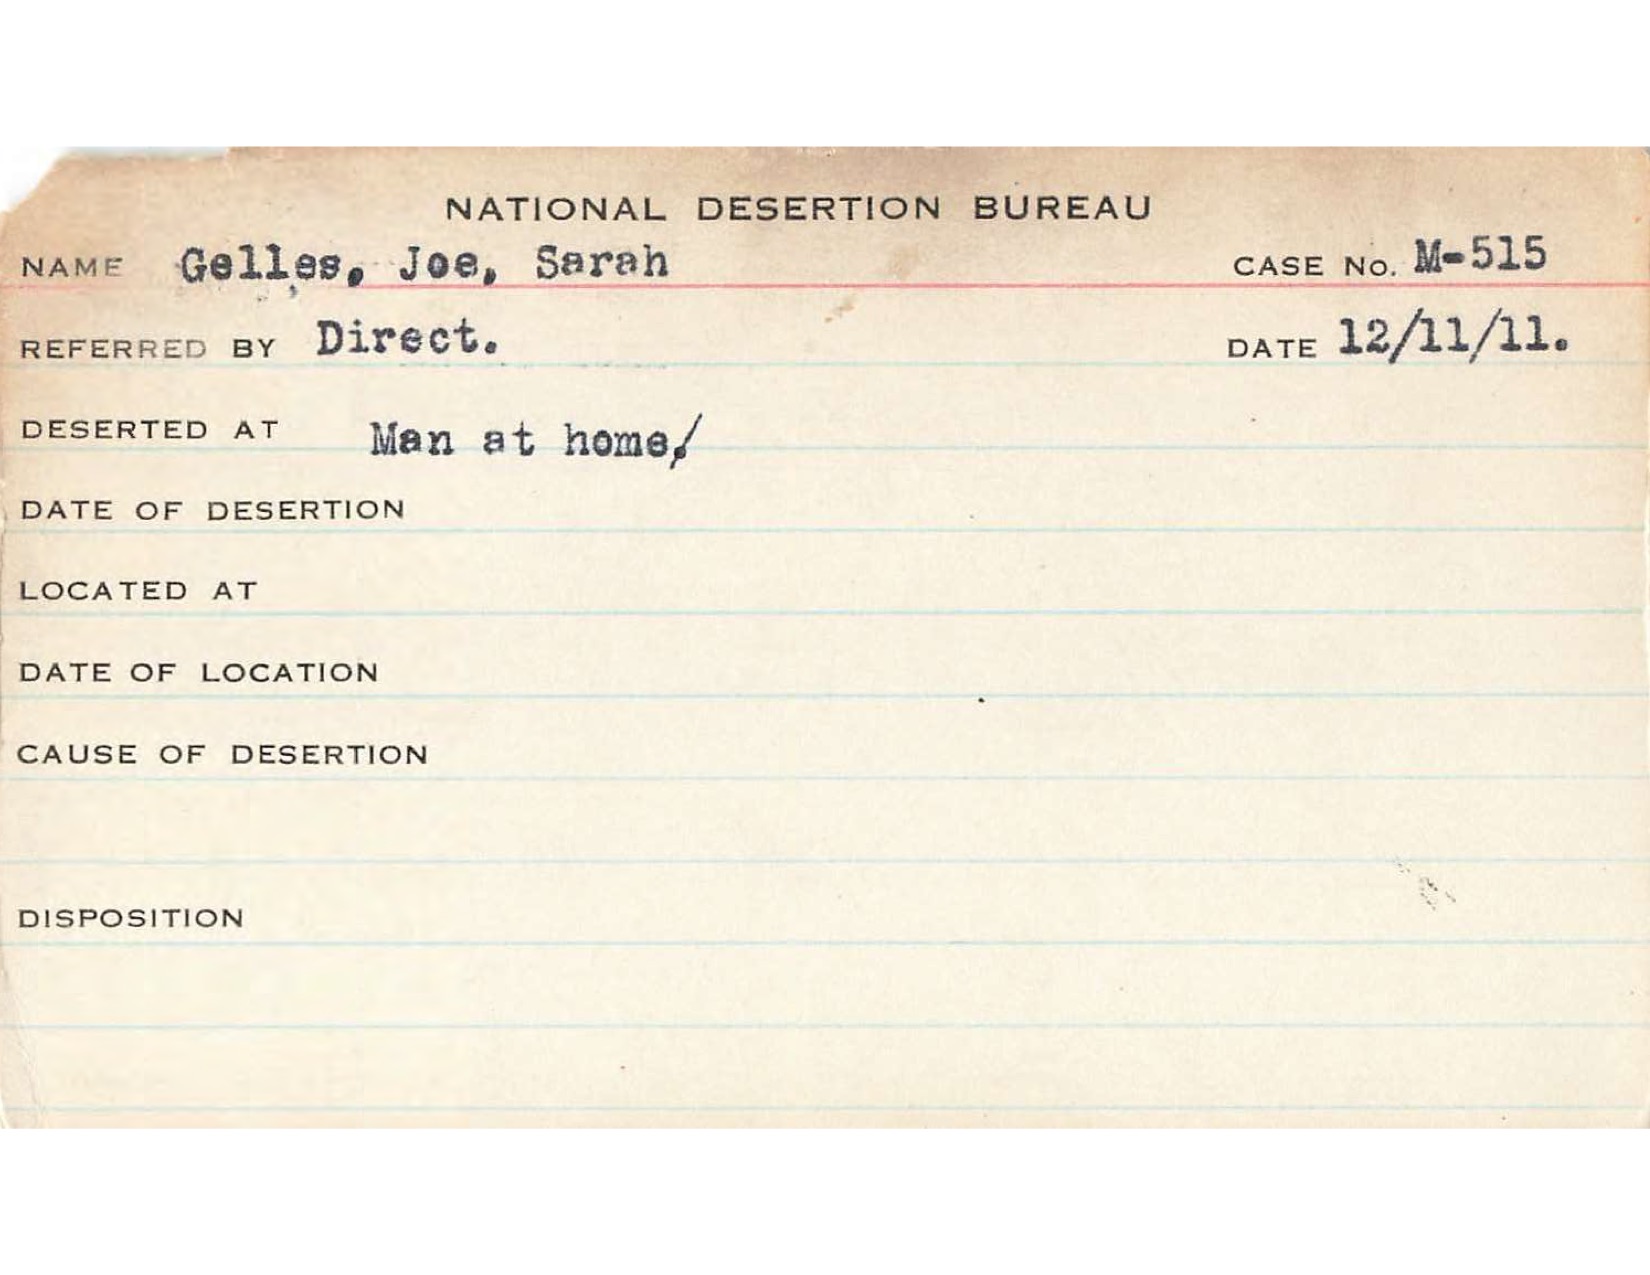 NATIONAL DESERTION BUREAU
NAME Gelles, Joe, Sarah CASE No. M-515
REFERRED BY Direct. DATE 12/11/11.
DESERTED AT Man at home/
DATE OF DESERTION
LOCATED AT
DATE OF LOCATION
CAUSE OF DESERTION
DISPOSITION